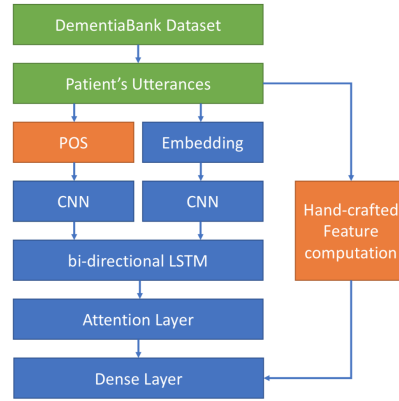 DementiaBank Dataset
Patient's Utterances
POS
Embedding
CNN
CNN
Hand-crafted
Feature
computation
bi-directional LSTM
Attention Layer
Dense Layer